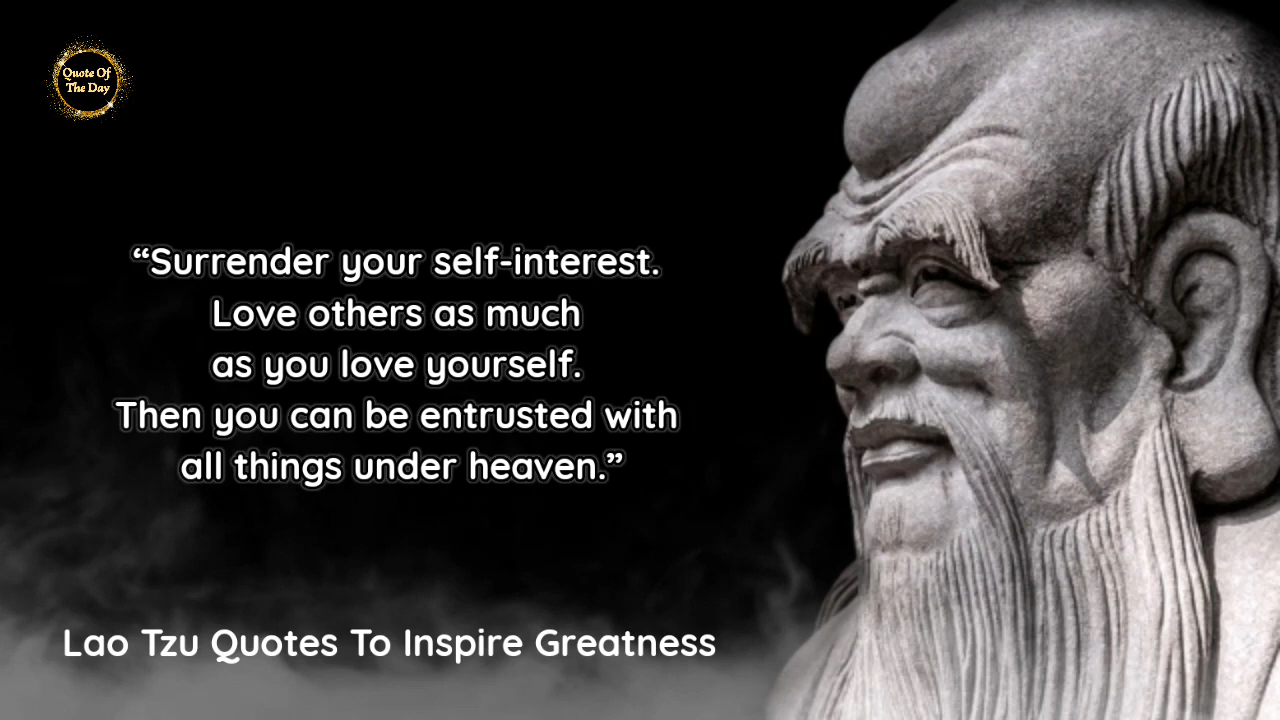 Quote Of
The Day
“Surrender your self-interest.
Love others as much
as you love yourself.
Then you can be entrusted with
all things under heaven.”
Lao Tzu Quotes To Inspire Greatness